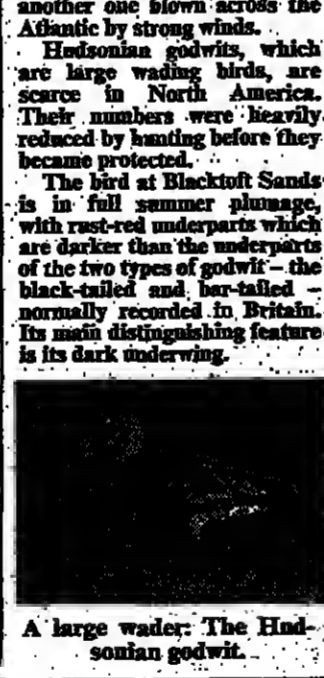 another one blown across the
Atlantic by strong winds.
Hudsonian godwits, which
are large wading birds, are
scarce in North America.
Their numbers were heavily
reduced by hunting before they
became protected.
The bird at Blacktoft Sands
is in full summer plumage,
with rust-red underparts which
are darker than the underparts
of the two types of godwit – the
black-tailed and bar-tailed –
normally recorded in Britain.
Its main distinguishing feature
is its dark underwing.
A large wader: The Hud-
sonian godwit.